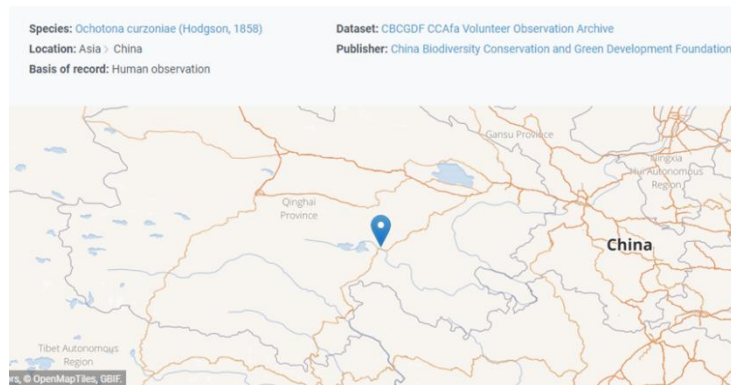 Species: Ochotona curzoniae (Hodgson, 1858)
Location: Asia › China
Basis of record: Human observation
Dataset: CBCGDF CCAfa Volunteer Observation Archive
Publisher: China Biodiversity Conservation and Green Development Foundation
Gansu Province
Ningxia
Hui Autonomous
Region
Qinghai
Province
China
Tibet Autonomous
Region
rs, © OpenMapTiles, GBIF.